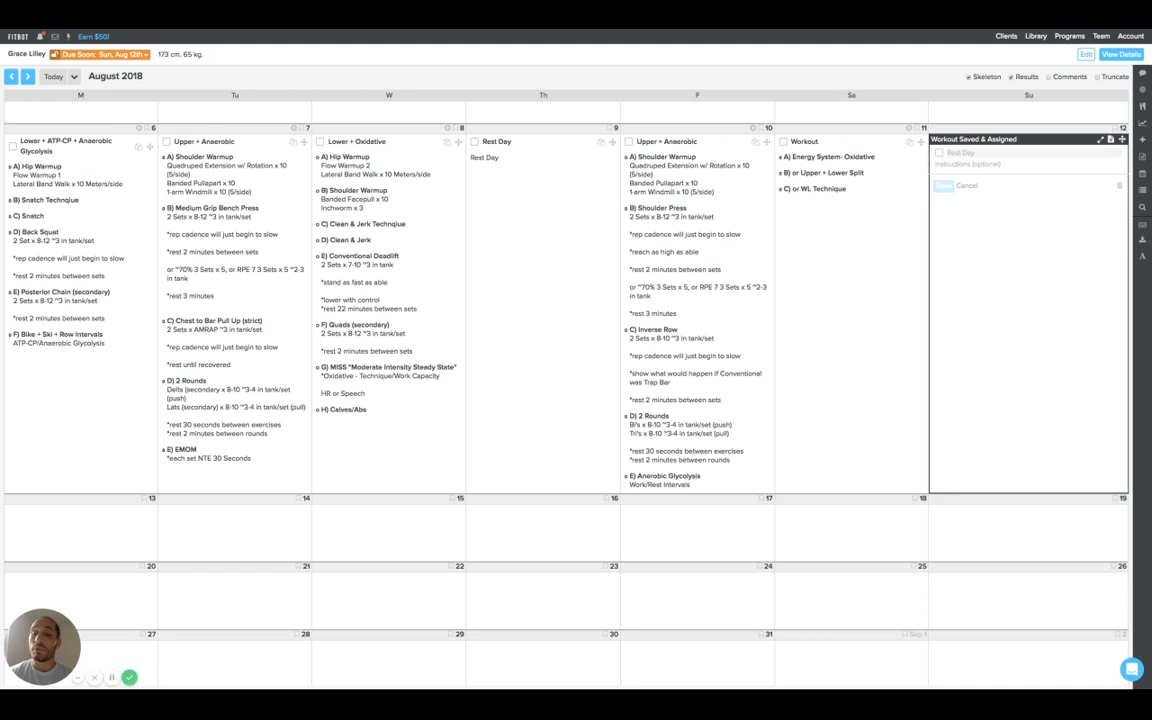 FITBOT
Earn $50!
Clients
Library
Programs
Team
Account
Grace Lilley
Due Soon: Sun, Aug 12th
173 cm. 65 kg.
Edit
View Details
Today
August 2018
Skeleton
Results
Comments
Truncate
M
Tu
W
Th
F
Sa
Su
6
Lower + ATP-CP + Anaerobic
Glycolysis
A) Hip Warmup
Flow Warmup 1
Lateral Band Walk x 10 Meters/side
B) Snatch Technqiue
C) Snatch
D) Back Squat
2 Set x 8-12 ~3 in tank/set
*rep cadence will just begin to slow
*rest 2 minutes between sets
E) Posterior Chain (secondary)
2 Sets x 8-12 ~3 in tank/set
*rest 2 minutes between sets
F) Bike + Ski + Row Intervals
ATP-CP/Anaerobic Glycolysis
7
Upper + Anaerobic
A) Shoulder Warmup
Quadruped Extension w/ Rotation x 10
(5/side)
Banded Pullapart x 10
1-arm Windmill x 10 (5/side)
B) Medium Grip Bench Press
2 Sets x 8-12 ~3 in tank/set
*rep cadence will just begin to slow
*rest 2 minutes between sets
or ~70% 3 Sets x 5, or RPE 7 3 Sets x 5 ~2-3
in tank
*rest 3 minutes
C) Chest to Bar Pull Up (strict)
2 Sets x AMRAP ~3 in tank/set
*rep cadence will just begin to slow
*rest until recovered
D) 2 Rounds
Delts (secondary x 8-10 ~3-4 in tank/set
(push)
Lats (secondary) x 8-10 ~3-4 in tank/set (pull)
*rest 30 seconds between exercises
*rest 2 minutes between rounds
E) EMOM
*each set NTE 30 Seconds
8
Lower + Oxidative
A) Hip Warmup
Flow Warmup 2
Lateral Band Walk x 10 Meters/side
B) Shoulder Warmup
Banded Facepull x 10
Inchworm x 3
C) Clean & Jerk Technqiue
D) Clean & Jerk
E) Conventional Deadlift
2 Sets x 7-10 ~3 in tank
*stand as fast as able
*lower with control
*rest 22 minutes between sets
F) Quads (secondary)
2 Sets x 8-12 ~3 in tank/set
*rest 2 minutes between sets
G) MISS "Moderate Intensity Steady State"
*Oxidative - Technique/Work Capacity
HR or Speech
H) Calves/Abs
9
Rest Day
Rest Day
10
Upper + Anaerobic
A) Shoulder Warmup
Quadruped Extension w/ Rotation x 10
(5/side)
Banded Pullapart x 10
1-arm Windmill x 10 (5/side)
B) Shoulder Press
2 Sets x 8-12 ~3 in tank/set
*rep cadence will just begin to slow
*reach as high as able
*rest 2 minutes between sets
or ~70% 3 Sets x 5, or RPE 7 3 Sets x 5 ~2-3
in tank
*rest 3 minutes
C) Inverse Row
2 Sets x 8-10 ~3 in tank/set
*rep cadence will just begin to slow
*show what would happen if Conventional
was Trap Bar
*rest 2 minutes between sets
D) 2 Rounds
Bi's x 8-10 ~3-4 in tank/set (push)
Tri's x 8-10 ~3-4 in tank/set (pull)
*rest 30 seconds between exercises
*rest 2 minutes between rounds
E) Anerobic Glycolysis
Work/Rest Intervals
11
Workout
A) Energy System- Oxidative
B) or Upper + Lower Split
C) or WL Technique
12
Workout Saved & Assigned
Rest Day
instructions (optional)
Save
Cancel
13
14
15
16
17
18
19
20
21
22
23
24
25
26
27
28
29
30
31
Sep 1
2